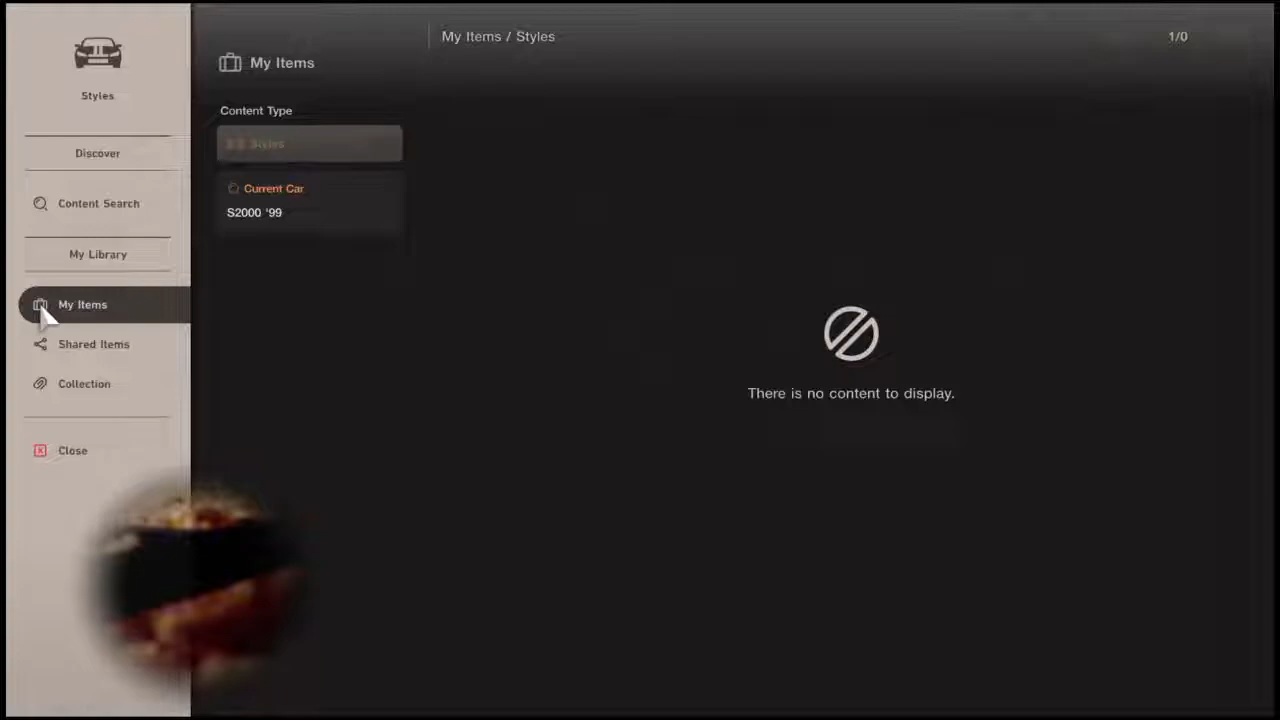 Styles
Discover
Content Search
My Library
My Items
Shared Items
Collection
Close
My Items
Content Type
Styles
Current Car
S2000 '99
My Items / Styles
1/0
There is no content to display.